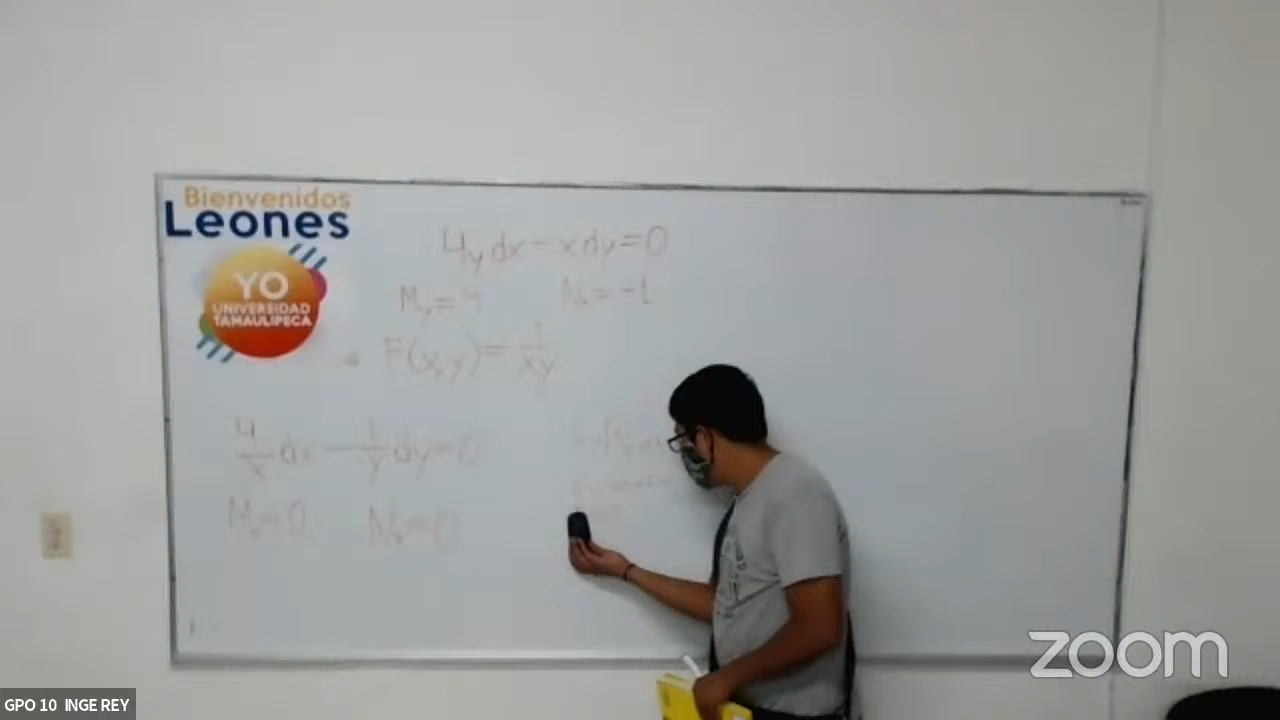 Bienvenidos
Leones
YO
UNIVERSIDAD
TAMAULIPECA
4y dx - x dy = 0
My = 4 Nx = -1
F(x,y) = 1/xy
4/x dx - 1/y dy = 0
My = 0 Nx = 0
zoom
GPO 10 INGE REY